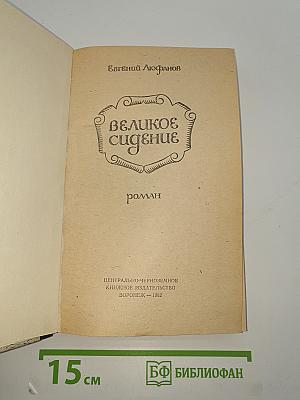 Евгений Люфанов
ВЕЛИКОЕ
СИДЕНИЕ
роман
ЦЕНТРАЛЬНО-ЧЕРНОЗЕМНОЕ
КНИЖНОЕ ИЗДАТЕЛЬСТВО
ВОРОНЕЖ — 1982
15 см
БФ БИБЛИОФАН